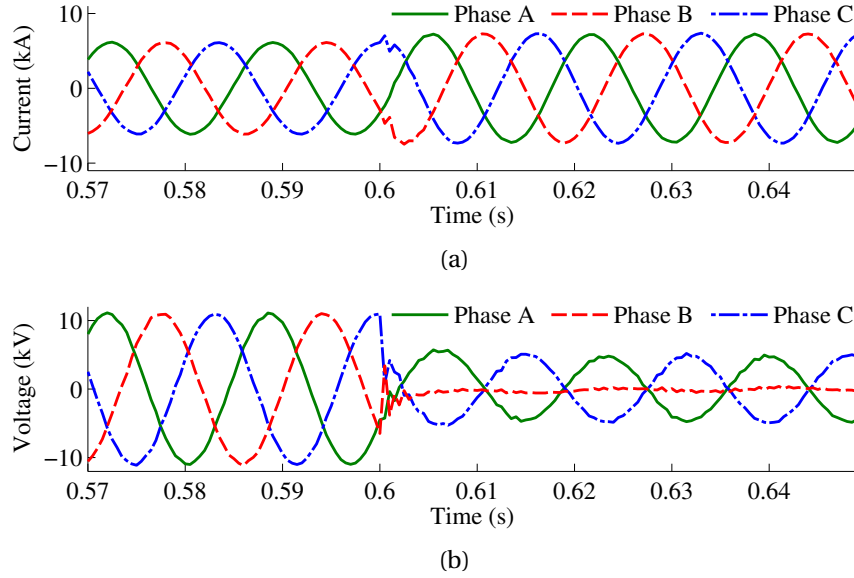 Phase A Phase B Phase C
10
0
−10
Current (kA)
0.57 0.58 0.59 0.6 0.61 0.62 0.63 0.64
Time (s)
(a)
Phase A Phase B Phase C
10
0
−10
Voltage (kV)
0.57 0.58 0.59 0.6 0.61 0.62 0.63 0.64
Time (s)
(b)